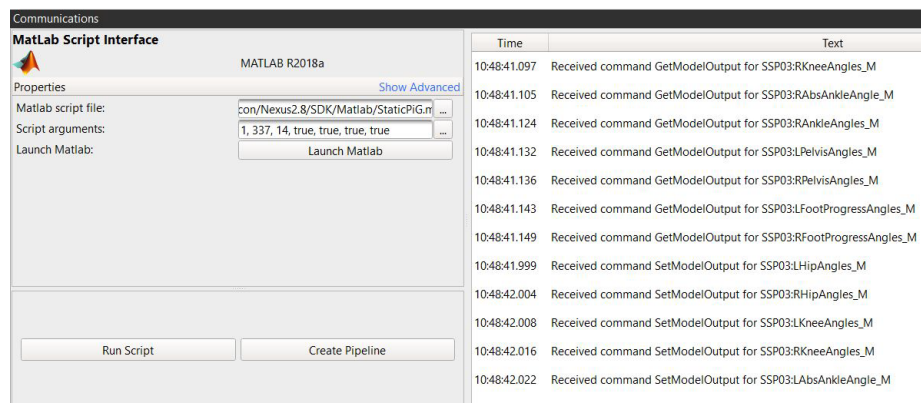 Communications
MatLab Script Interface
MATLAB R2018a
Properties Show Advanced
Matlab script file: con/Nexus2.8/SDK/Matlab/StaticPiG.m ...
Script arguments: 1, 337, 14, true, true, true, true ...
Launch Matlab: Launch Matlab
Run Script Create Pipeline
Time Text
10:48:41.097 Received command GetModelOutput for SSP03:RKneeAngles_M
10:48:41.105 Received command GetModelOutput for SSP03:RAbsAnkleAngle_M
10:48:41.124 Received command GetModelOutput for SSP03:RAnkleAngles_M
10:48:41.132 Received command GetModelOutput for SSP03:LPelvisAngles_M
10:48:41.136 Received command GetModelOutput for SSP03:RPelvisAngles_M
10:48:41.143 Received command GetModelOutput for SSP03:LFootProgressAngles_M
10:48:41.149 Received command GetModelOutput for SSP03:RFootProgressAngles_M
10:48:41.999 Received command SetModelOutput for SSP03:LHipAngles_M
10:48:42.004 Received command SetModelOutput for SSP03:RHipAngles_M
10:48:42.008 Received command SetModelOutput for SSP03:LKneeAngles_M
10:48:42.016 Received command SetModelOutput for SSP03:RKneeAngles_M
10:48:42.022 Received command SetModelOutput for SSP03:LAbsAnkleAngle_M